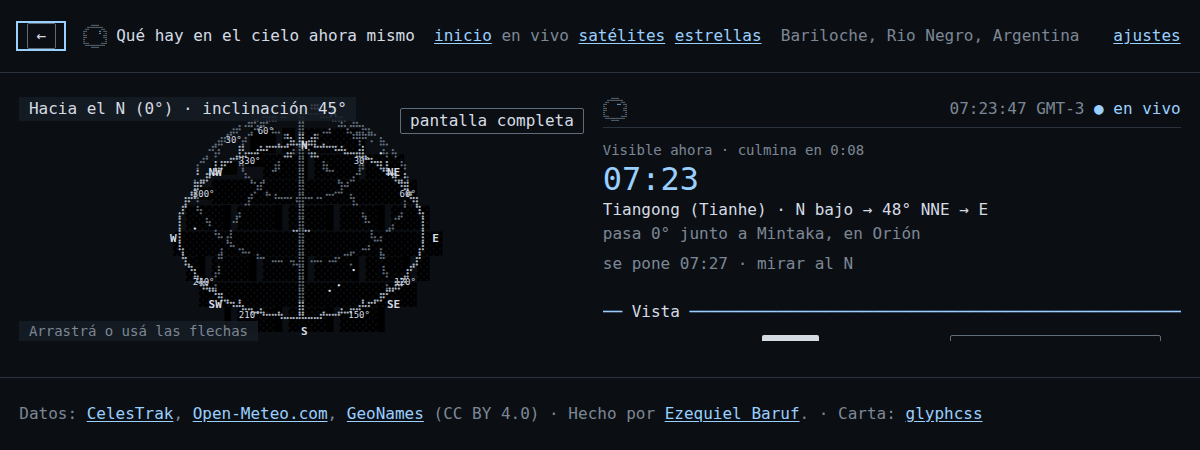 ← Qué hay en el cielo ahora mismo inicio en vivo satélites estrellas Bariloche, Rio Negro, Argentina ajustes
Hacia el N (0°) · inclinación 45°
pantalla completa
60°
30°
N
330°
30°
NW
NE
300°
60°
W
E
240°
120°
SW
SE
210°
150°
S
Arrastrá o usá las flechas
07:23:47 GMT-3 ● en vivo
Visible ahora · culmina en 0:08
07:23
Tiangong (Tianhe) · N bajo → 48° NNE → E
pasa 0° junto a Mintaka, en Orión
se pone 07:27 · mirar al N
Vista
Datos: CelesTrak, Open-Meteo.com, GeoNames (CC BY 4.0) · Hecho por Ezequiel Baruf. · Carta: glyphcss